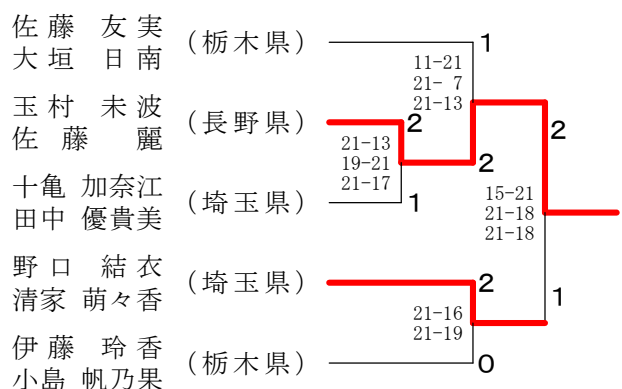 佐藤 友実
大垣 日南
(栃木県)
1
11-21
21- 7
21-13
玉村 未波
佐藤 麗
(長野県)
2
2
21-13
19-21
21-17
2
十亀 加奈江
田中 優貴美
(埼玉県)
1
15-21
21-18
21-18
野口 結衣
清家 萌々香
(埼玉県)
2
1
21-16
21-19
伊藤 玲香
小島 帆乃果
(栃木県)
0